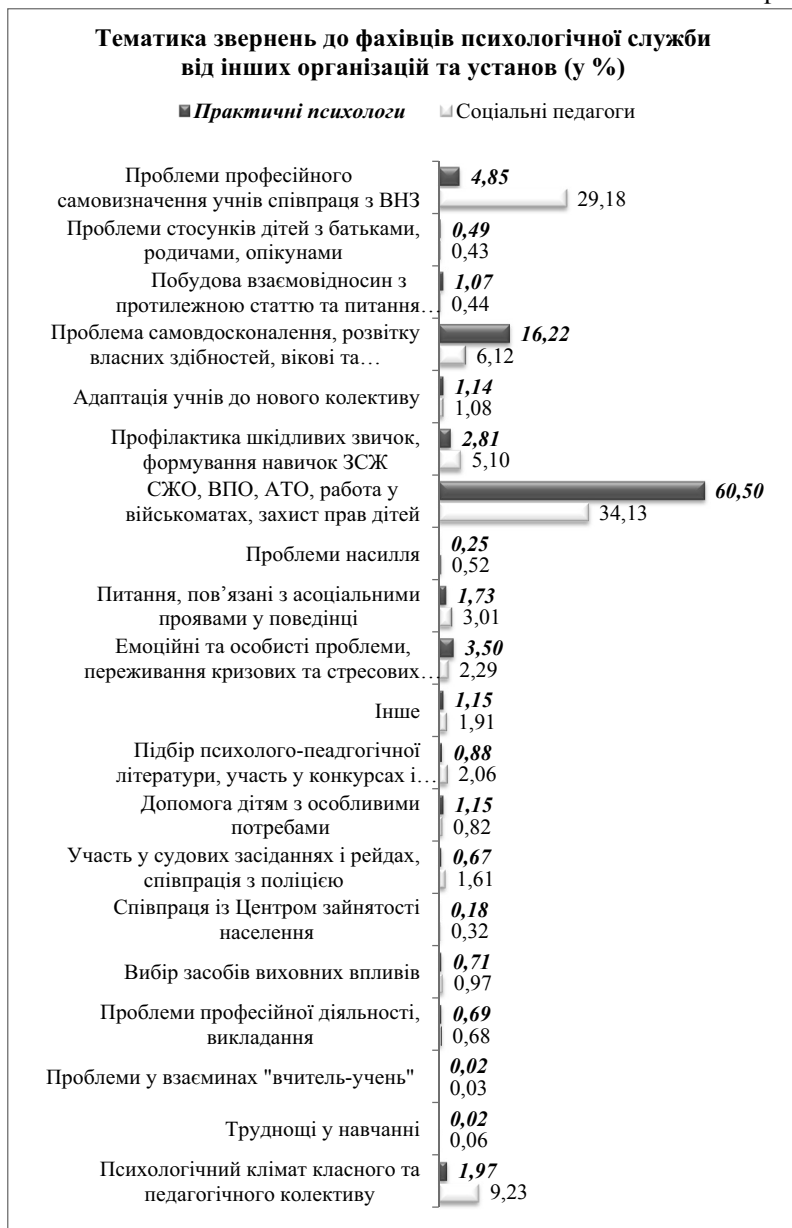 Тематика звернень до фахівців психологічної служби
від інших організацій та установ (у %)
Практичні психологи Соціальні педагоги
Проблеми професійного
самовизначення учнів співпраця з ВНЗ
4,85
29,18
Проблеми стосунків дітей з батьками,
родичами, опікунами
0,49
0,43
Побудова взаємовідносин з
протилежною статтю та питання…
1,07
0,44
Проблема самовдосконалення, розвітку
власних здібностей, вікові та…
16,22
6,12
Адаптація учнів до нового колективу
1,14
1,08
Профілактика шкідливих звичок,
формування навичок ЗСЖ
2,81
5,10
СЖО, ВПО, АТО, работа у
військоматах, захист прав дітей
60,50
34,13
Проблеми насилля
0,25
0,52
Питання, пов’язані з асоціальними
проявами у поведінці
1,73
3,01
Емоційні та особисті проблеми,
переживання кризових та стресових…
3,50
2,29
Інше
1,15
1,91
Підбір психолого-пеадгогічної
літератури, участь у конкурсах і…
0,88
2,06
Допомога дітям з особливими
потребами
1,15
0,82
Участь у судових засіданнях і рейдах,
співпрація з поліцією
0,67
1,61
Співпраця із Центром зайнятості
населення
0,18
0,32
Вибір засобів виховних впливів
0,71
0,97
Проблеми професійної діяльності,
викладання
0,69
0,68
Проблеми у взаєминах "вчитель-учень"
0,02
0,03
Труднощі у навчанні
0,02
0,06
Психологічний клімат класного та
педагогічного колективу
1,97
9,23